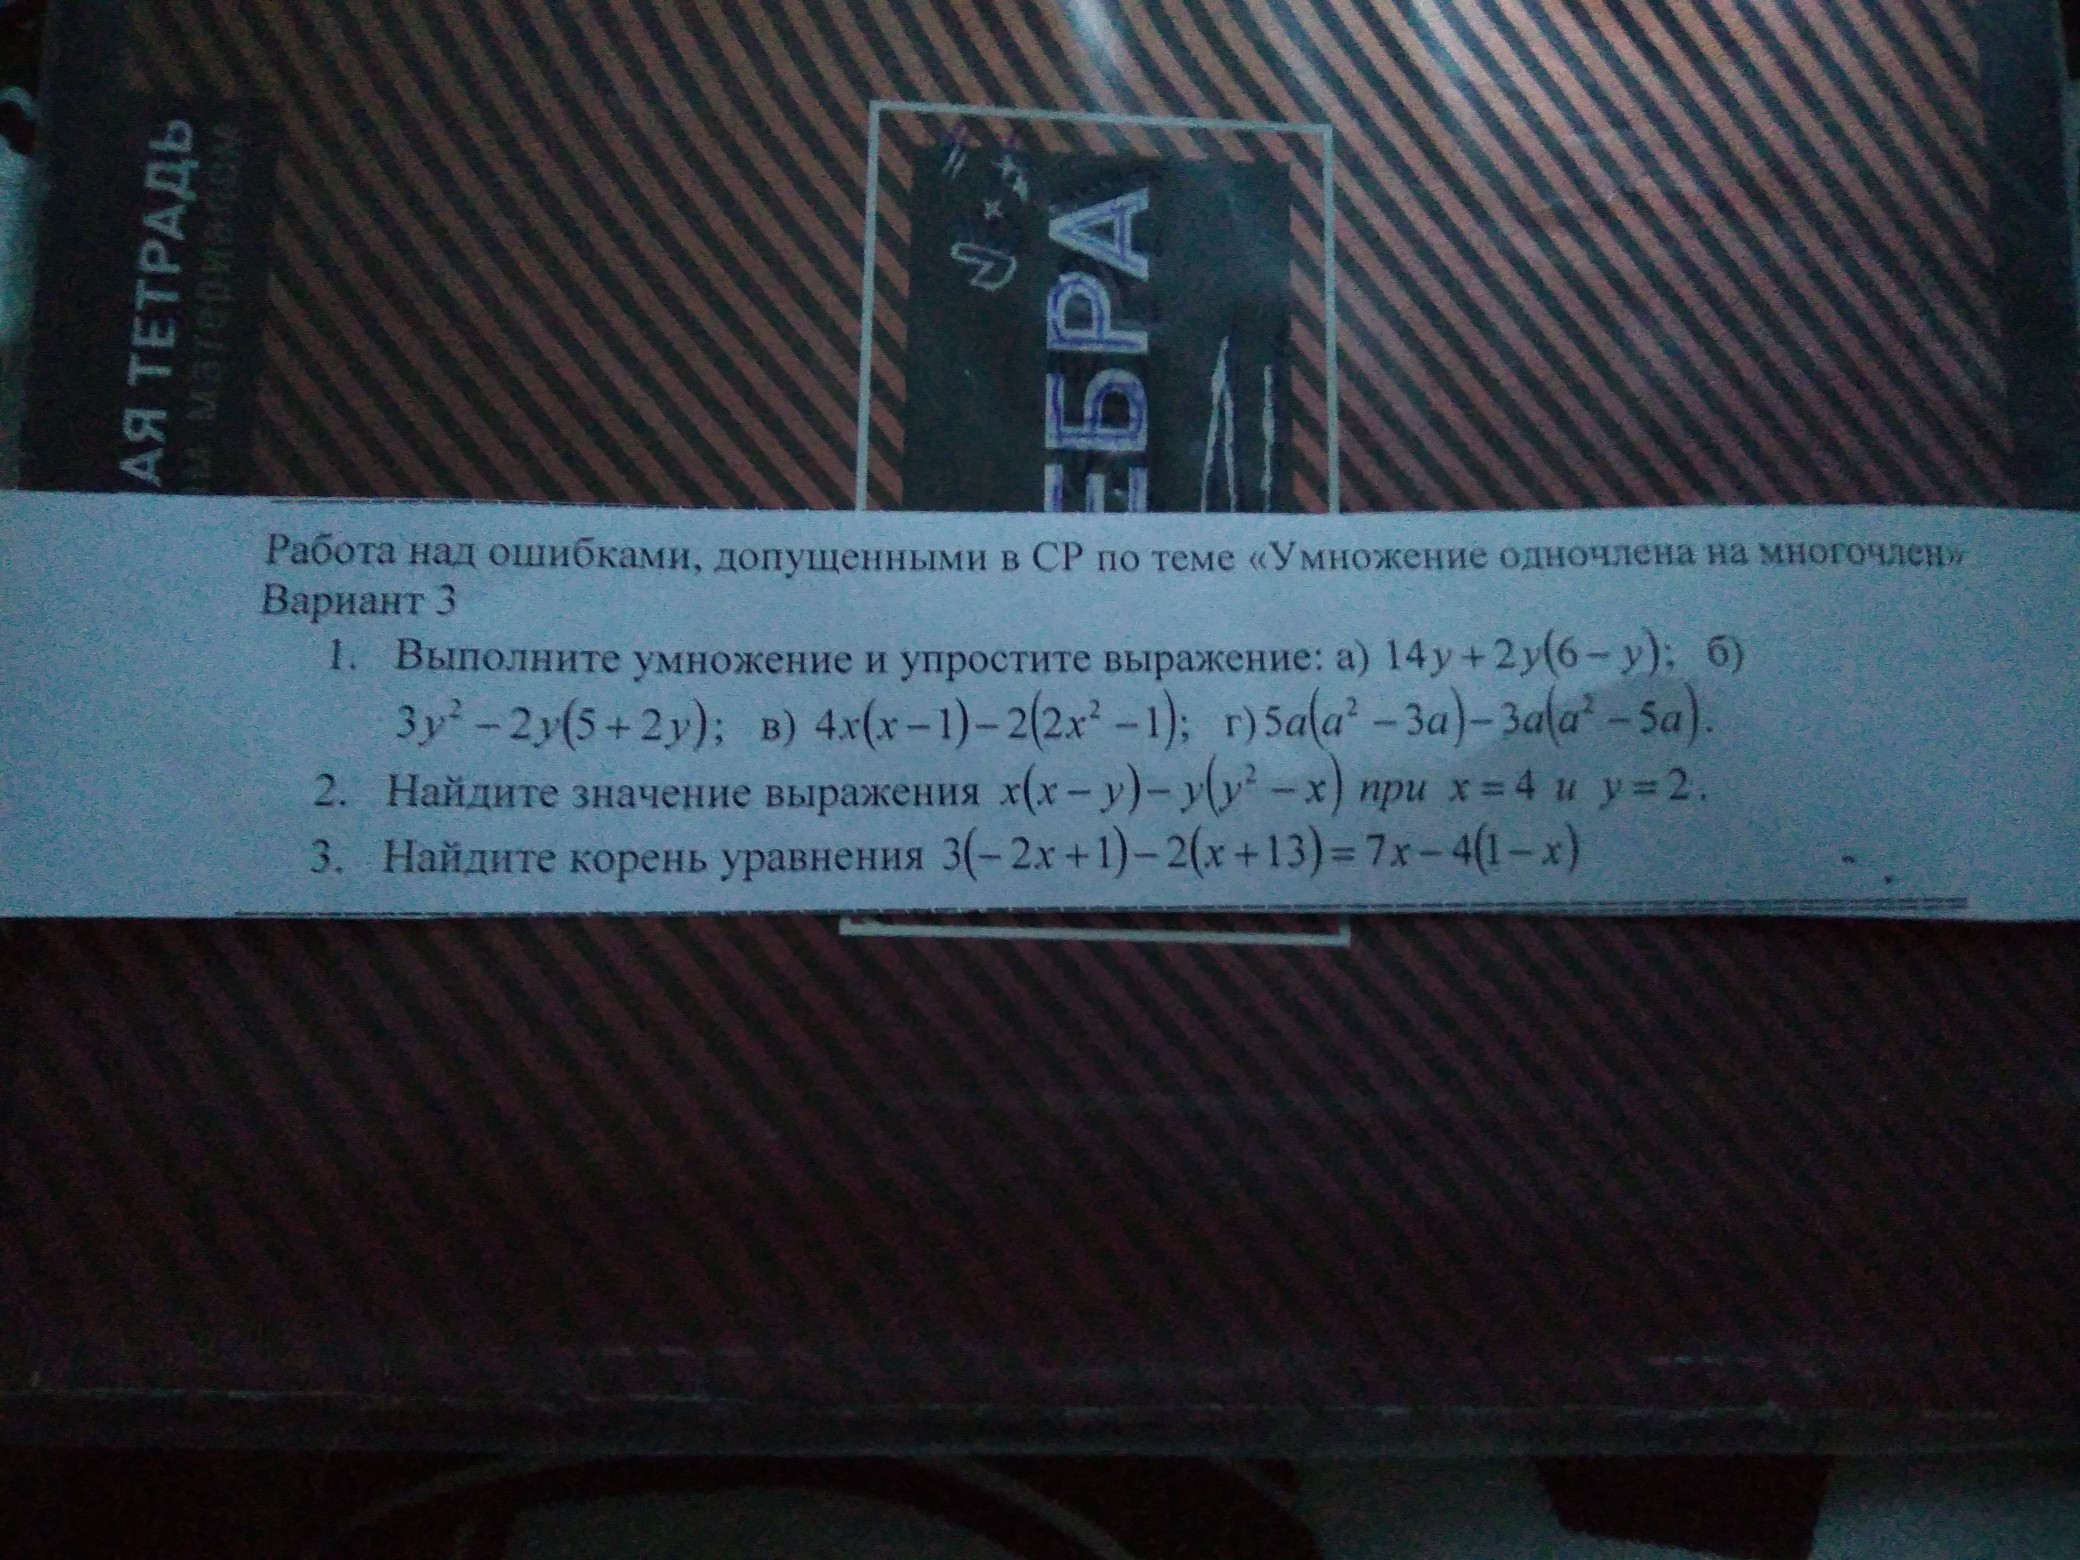 АЯ ТЕТРАДЬ
материалом
ЕБРА
Работа над ошибками, допущенными в СР по теме «Умножение одночлена на многочлен»
Вариант 3
1. Выполните умножение и упростите выражение: а) 14y + 2y(6 − y); б)
3y² − 2y(5 + 2y); в) 4x(x − 1) − 2(2x² − 1); г) 5a(a² − 3a) − 3a(a² − 5a).
2. Найдите значение выражения x(x − y) − y(y² − x) при x = 4 и y = 2.
3. Найдите корень уравнения 3(− 2x + 1) − 2(x + 13) = 7x − 4(1 − x)